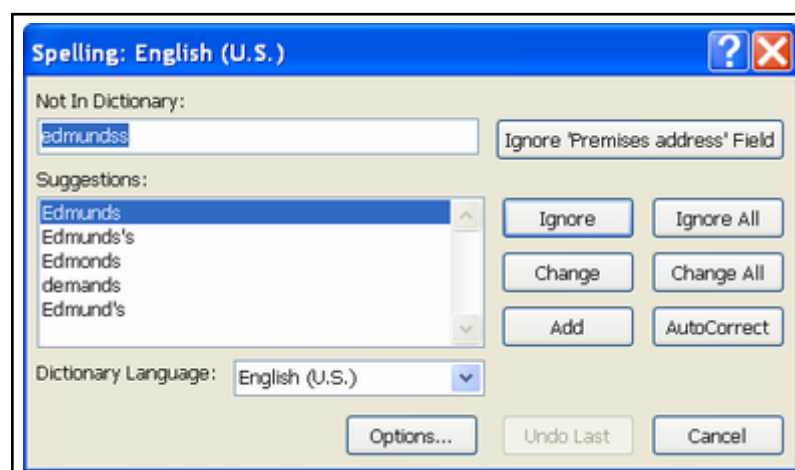 Spelling: English (U.S.)
Not In Dictionary:
edmundss
Ignore 'Premises address' Field
Suggestions:
Edmunds
Edmunds's
Edmonds
demands
Edmund's
Ignore
Ignore All
Change
Change All
Add
AutoCorrect
Dictionary Language:
English (U.S.)
Options...
Undo Last
Cancel